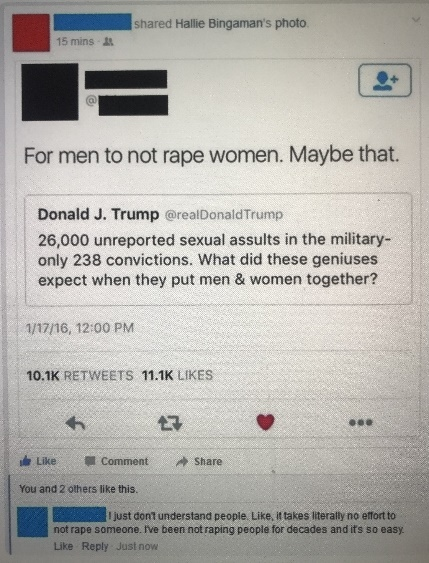 shared Hallie Bingaman's photo.
15 mins
@
For men to not rape women. Maybe that.
Donald J. Trump @realDonaldTrump
26,000 unreported sexual assults in the military-
only 238 convictions. What did these geniuses
expect when they put men & women together?
1/17/16, 12:00 PM
10.1K RETWEETS 11.1K LIKES
Like Comment Share
You and 2 others like this.
I just don't understand people. Like, it takes literally no effort to
not rape someone. I've been not raping people for decades and it's so easy.
Like · Reply · Just now